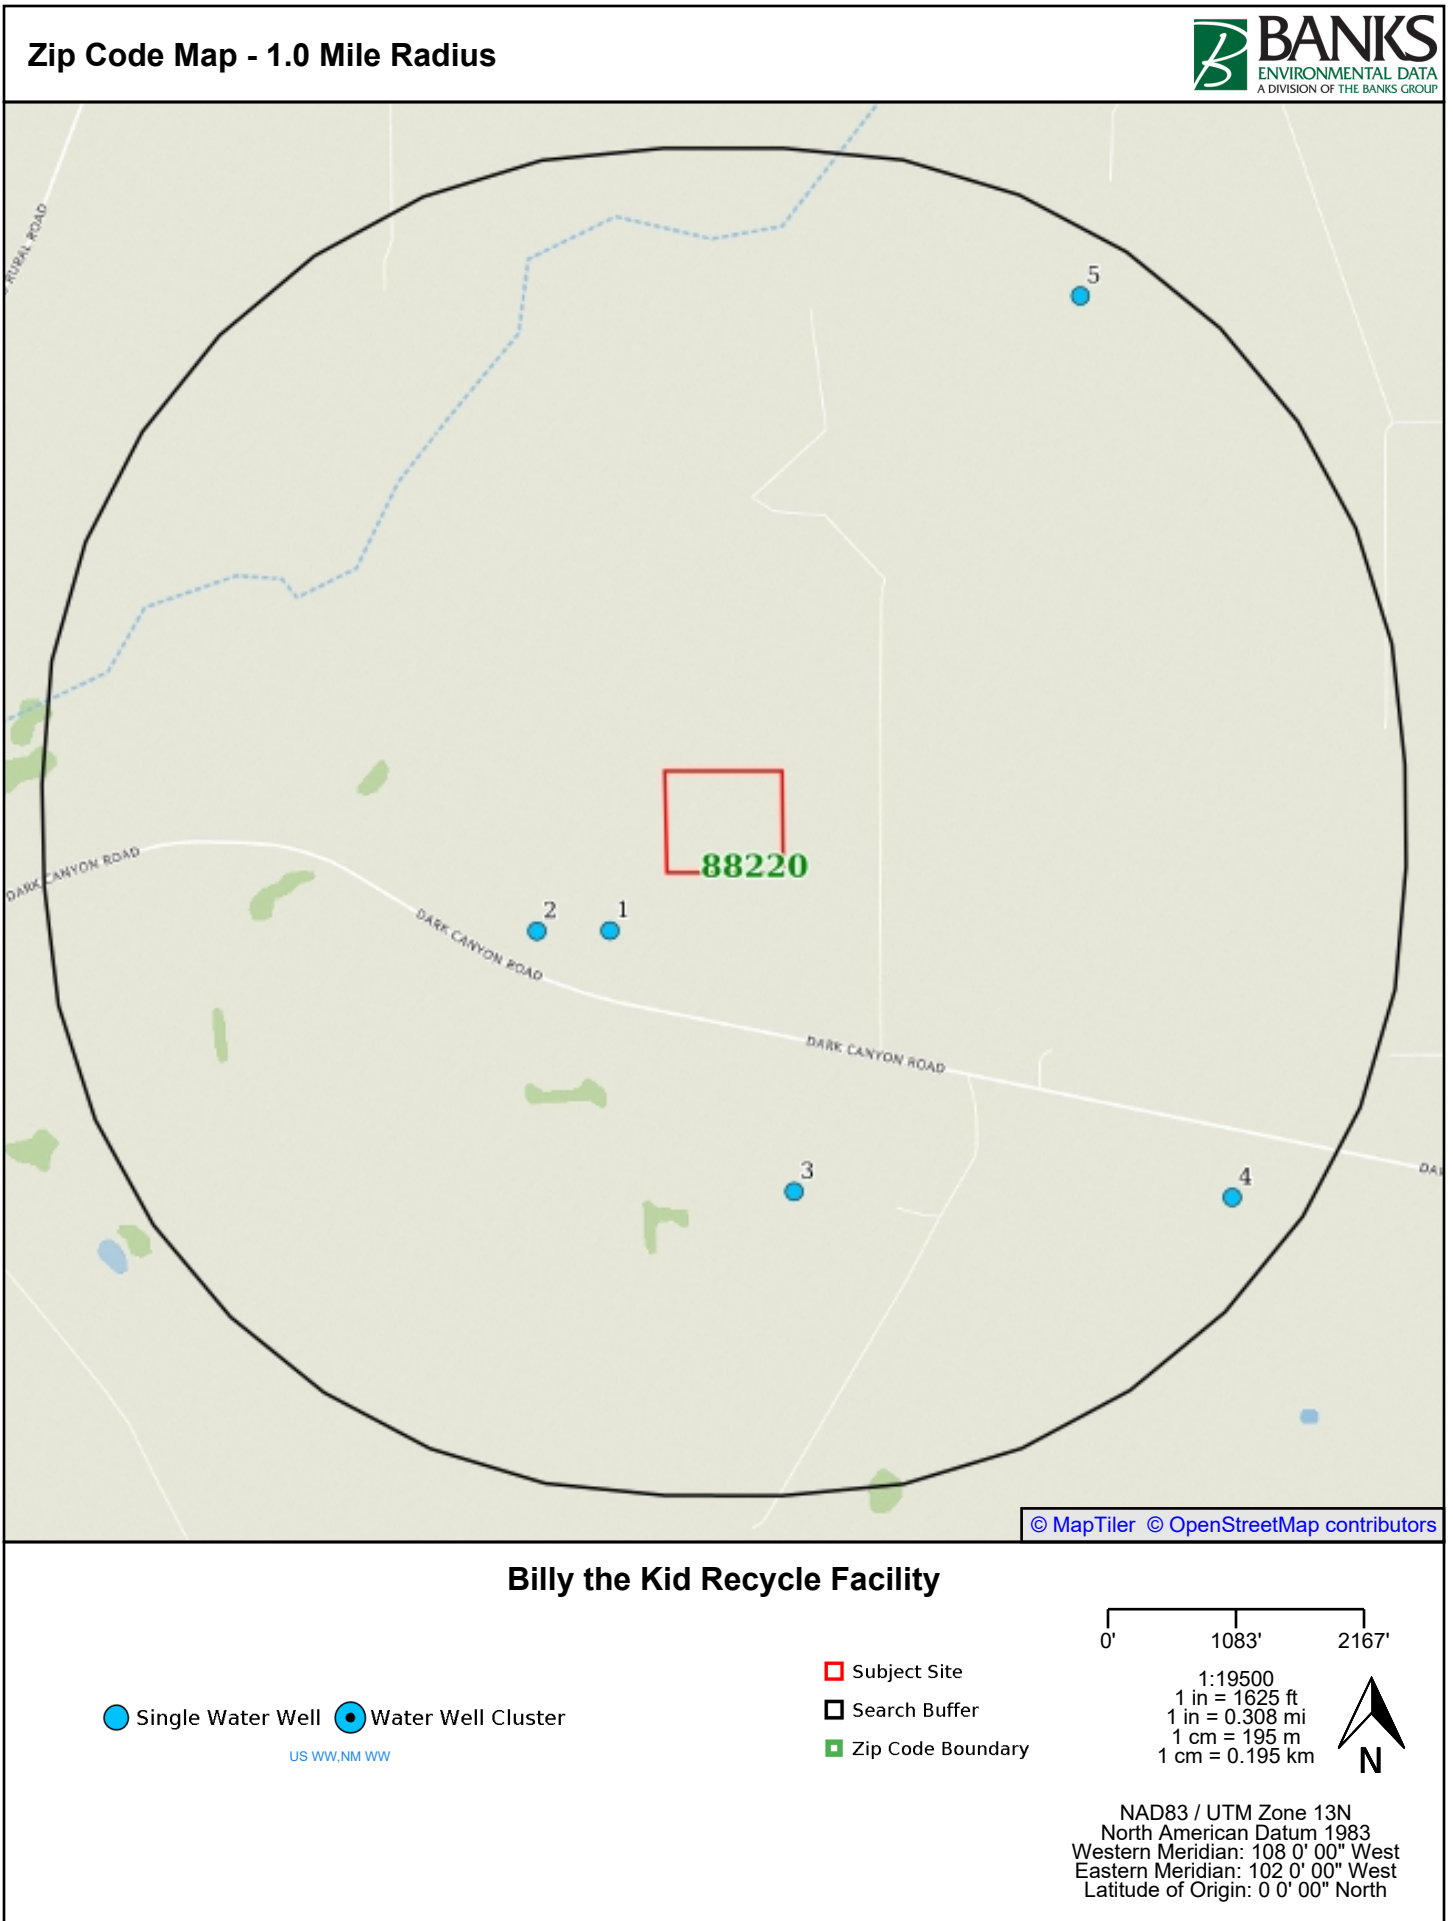 Zip Code Map - 1.0 Mile Radius
BANKS
ENVIRONMENTAL DATA
A DIVISION OF THE BANKS GROUP
RURAL ROAD
5
88220
DARK CANYON ROAD
2
1
DARK CANYON ROAD
DARK CANYON ROAD
3
4
DAR
© MapTiler © OpenStreetMap contributors
Billy the Kid Recycle Facility
0' 1083' 2167'
Single Water Well
Water Well Cluster
US WW,NM WW
Subject Site
Search Buffer
Zip Code Boundary
1:19500
1 in = 1625 ft
1 in = 0.308 mi
1 cm = 195 m
1 cm = 0.195 km
N
NAD83 / UTM Zone 13N
North American Datum 1983
Western Meridian: 108 0' 00" West
Eastern Meridian: 102 0' 00" West
Latitude of Origin: 0 0' 00" North